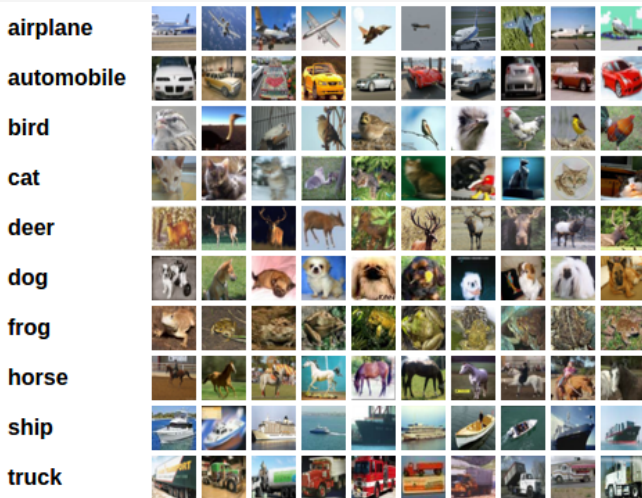 airplane
automobile
bird
cat
deer
dog
frog
horse
ship
truck